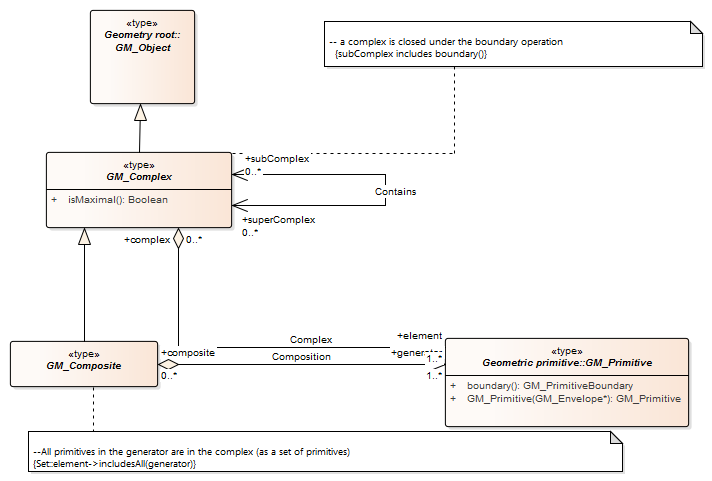 «type»
Geometry root::
GM_Object
-- a complex is closed under the boundary operation
{subComplex includes boundary()}
«type»
GM_Complex
+ isMaximal(): Boolean
+subComplex
0..*
Contains
+superComplex
0..*
+complex
0..*
«type»
GM_Composite
+composite
0..*
Complex
Composition
+element
1..*
1..*
«type»
Geometric primitive::GM_Primitive
+ boundary(): GM_PrimitiveBoundary
+ GM_Primitive(GM_Envelope*): GM_Primitive
--All primitives in the generator are in the complex (as a set of primitives)
{Set::element->includesAll(generator)}